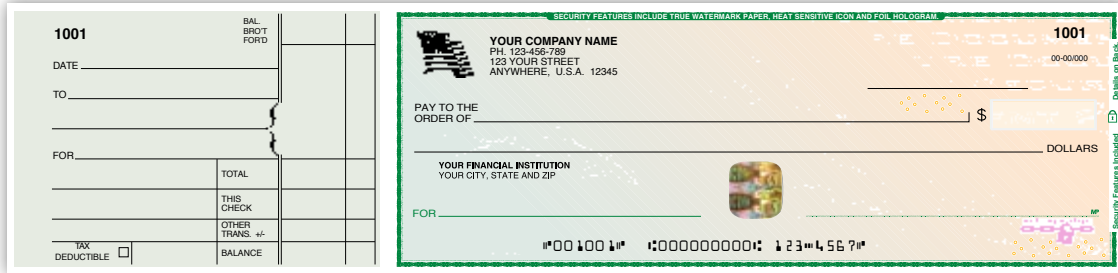 1001
BAL.
BRO'T
FOR'D
DATE
TO
FOR
TOTAL
THIS
CHECK
OTHER
TRANS. +/-
TAX
DEDUCTIBLE
BALANCE
SECURITY FEATURES INCLUDE TRUE WATERMARK PAPER, HEAT SENSITIVE ICON AND FOIL HOLOGRAM.
YOUR COMPANY NAME
PH. 123-456-789
123 YOUR STREET
ANYWHERE, U.S.A. 12345
1001
00-00/000
PAY TO THE
ORDER OF
$
DOLLARS
YOUR FINANCIAL INSTITUTION
YOUR CITY, STATE AND ZIP
FOR
MP
⑈001001⑈ ⑆000000000⑆ 123⑉4567⑈
Security Features Included
Details on Back.